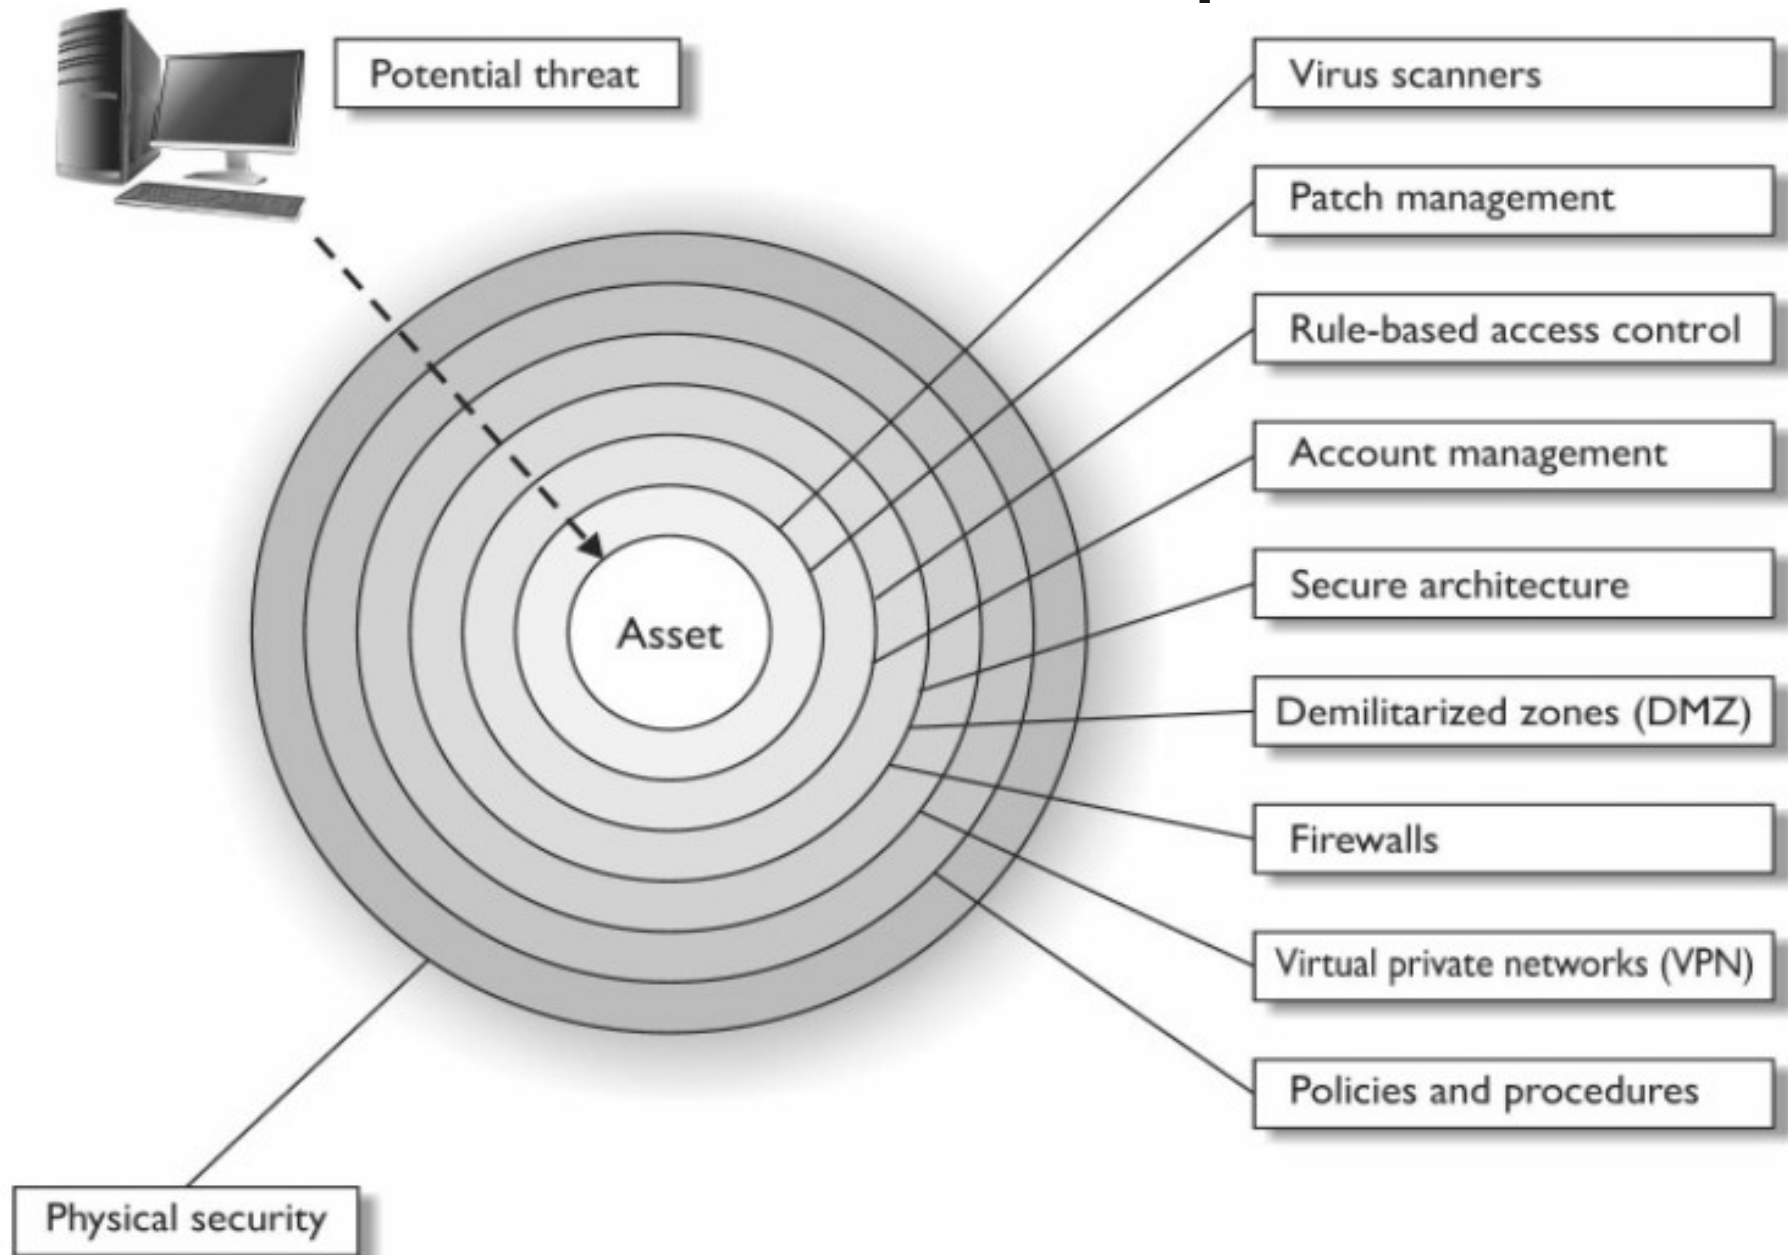 Potential threat
Virus scanners
Patch management
Rule-based access control
Account management
Secure architecture
Asset
Demilitarized zones (DMZ)
Firewalls
Virtual private networks (VPN)
Policies and procedures
Physical security